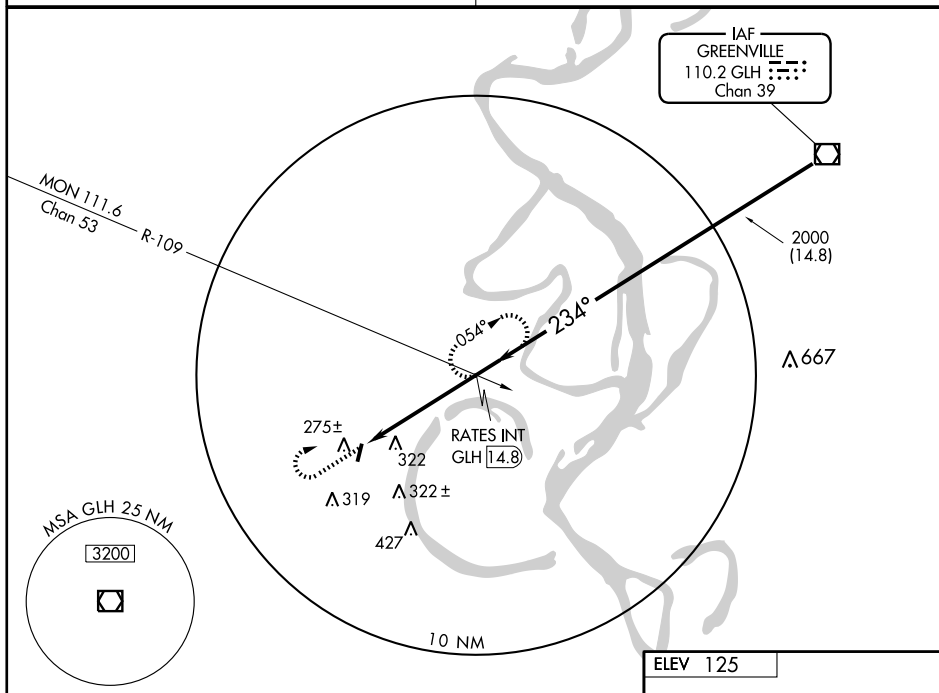 IAF
GREENVILLE
110.2 GLH
Chan 39
MON 111.6
Chan 53
R-109
2000
(14.8)
234°
054°
667
RATES INT
GLH 14.8
275±
322
319
322±
427
MSA GLH 25 NM
3200
10 NM
ELEV 125